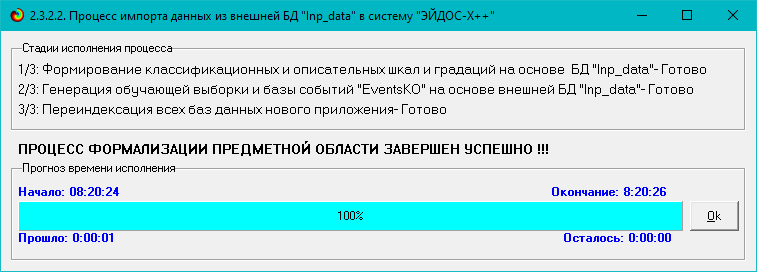 2.3.2.2. Процесс импорта данных из внешней БД "Inp_data" в систему "ЭЙДОС-X++"
Стадии исполнения процесса
1/3: Формирование классификационных и описательных шкал и градаций на основе  БД "Inp_data"- Готово
2/3: Генерация обучающей выборки и базы событий "EventsKO" на основе внешней БД "Inp_data"- Готово
3/3: Переиндексация всех баз данных нового приложения- Готово
ПРОЦЕСС ФОРМАЛИЗАЦИИ ПРЕДМЕТНОЙ ОБЛАСТИ ЗАВЕРШЕН УСПЕШНО !!!
Прогноз времени исполнения
Начало: 08:20:24 Окончание: 8:20:26
100% Ok
Прошло: 0:00:01 Осталось: 0:00:00